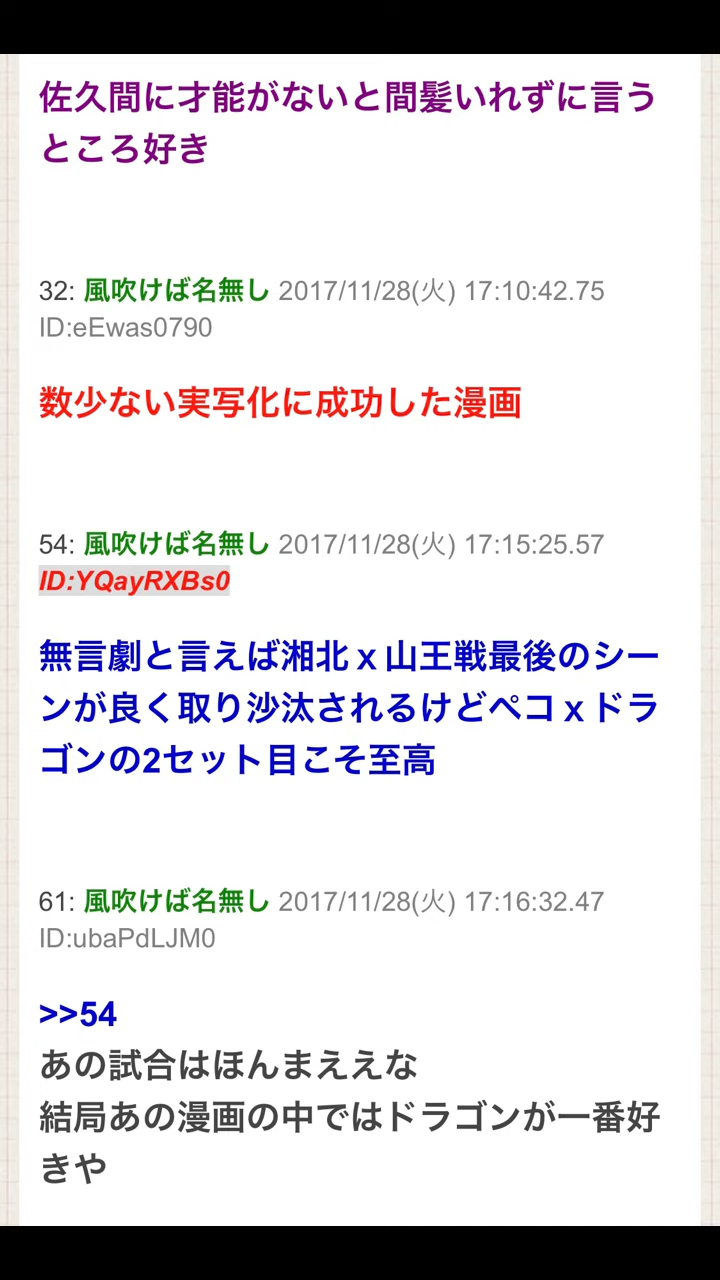 佐久間に才能がないと間髪いれずに言う
ところ好き
32: 風吹けば名無し 2017/11/28(火) 17:10:42.75
ID:eEwas0790
数少ない実写化に成功した漫画
54: 風吹けば名無し 2017/11/28(火) 17:15:25.57
ID:YQayRXBs0
無言劇と言えば湘北ｘ山王戦最後のシー
ンが良く取り沙汰されるけどペコｘドラ
ゴンの2セット目こそ至高
61: 風吹けば名無し 2017/11/28(火) 17:16:32.47
ID:ubaPdLJM0
>>54
あの試合はほんまええな
結局あの漫画の中ではドラゴンが一番好
きや